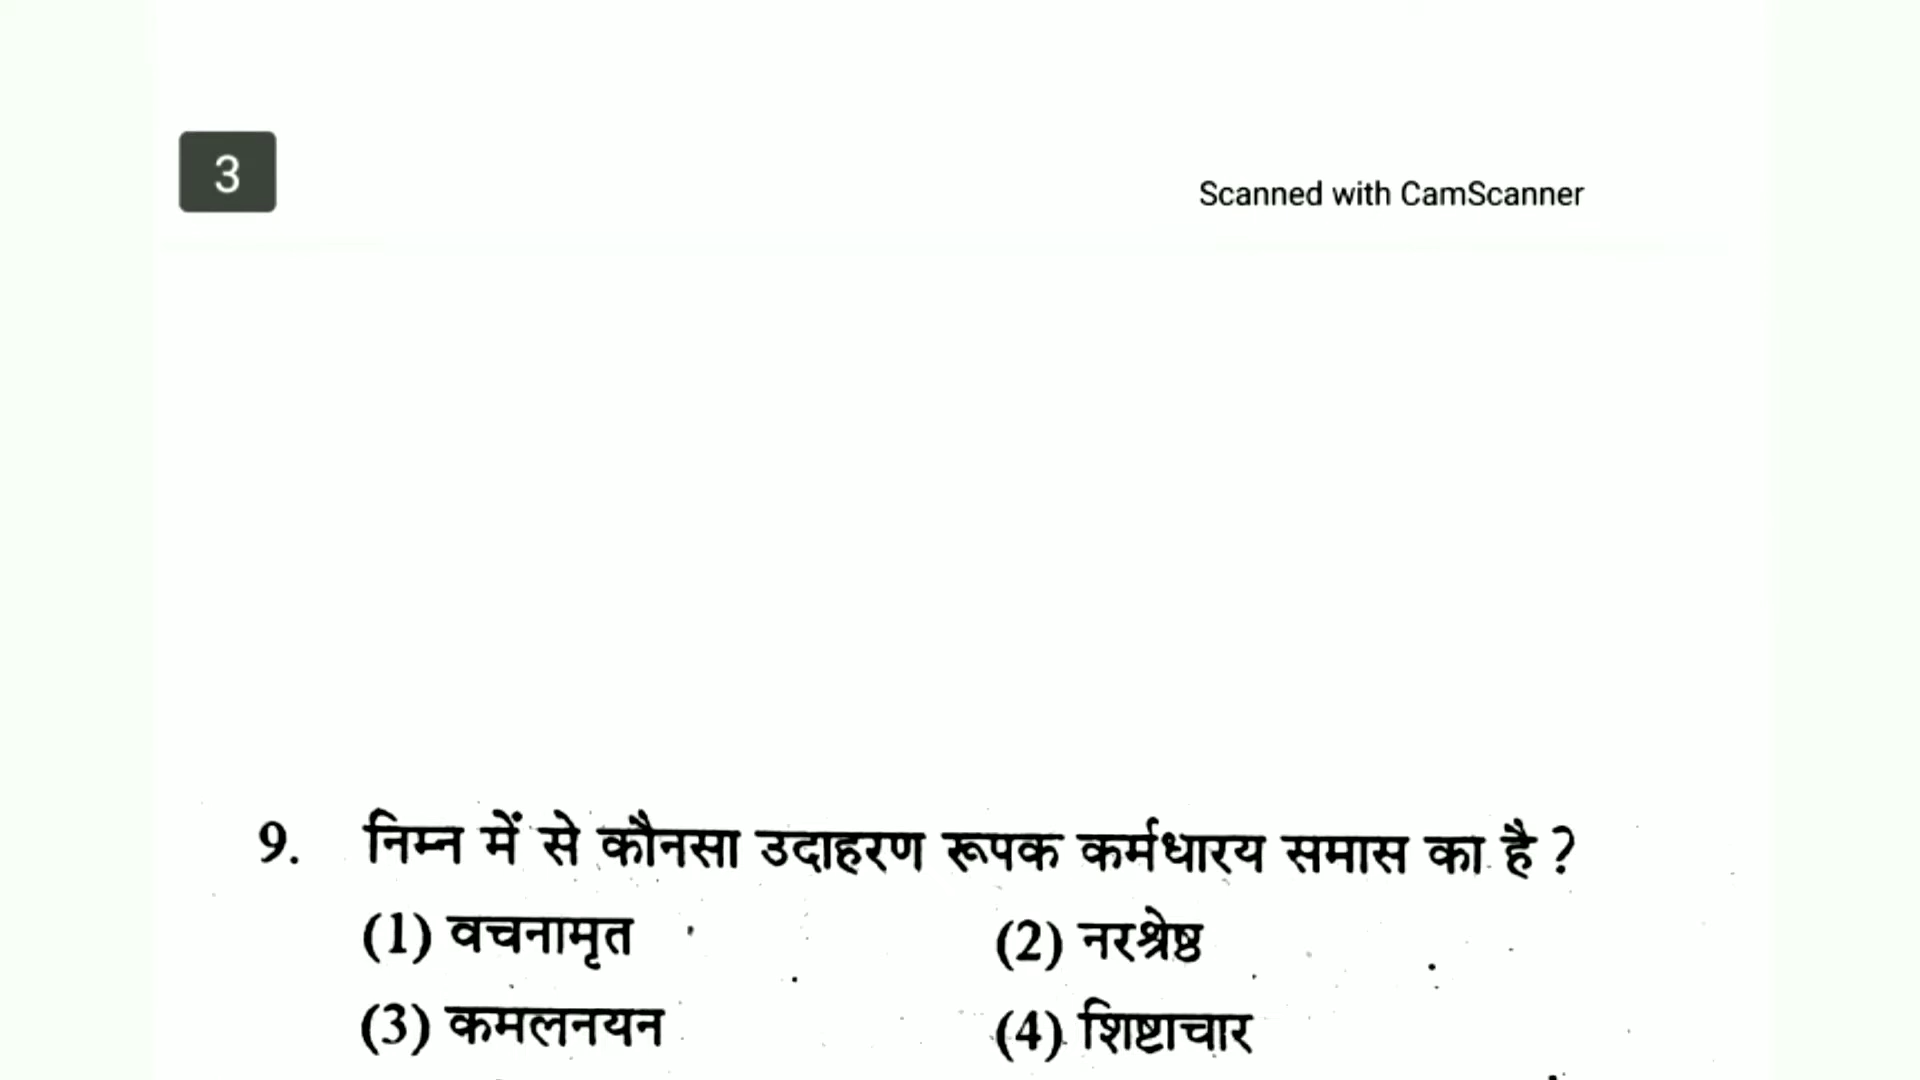 3
Scanned with CamScanner
9. निम्न में से कौनसा उदाहरण रूपक कर्मधारय समास का है ?
(1) वचनामृत (2) नरश्रेष्ठ
(3) कमलनयन (4) शिष्टाचार